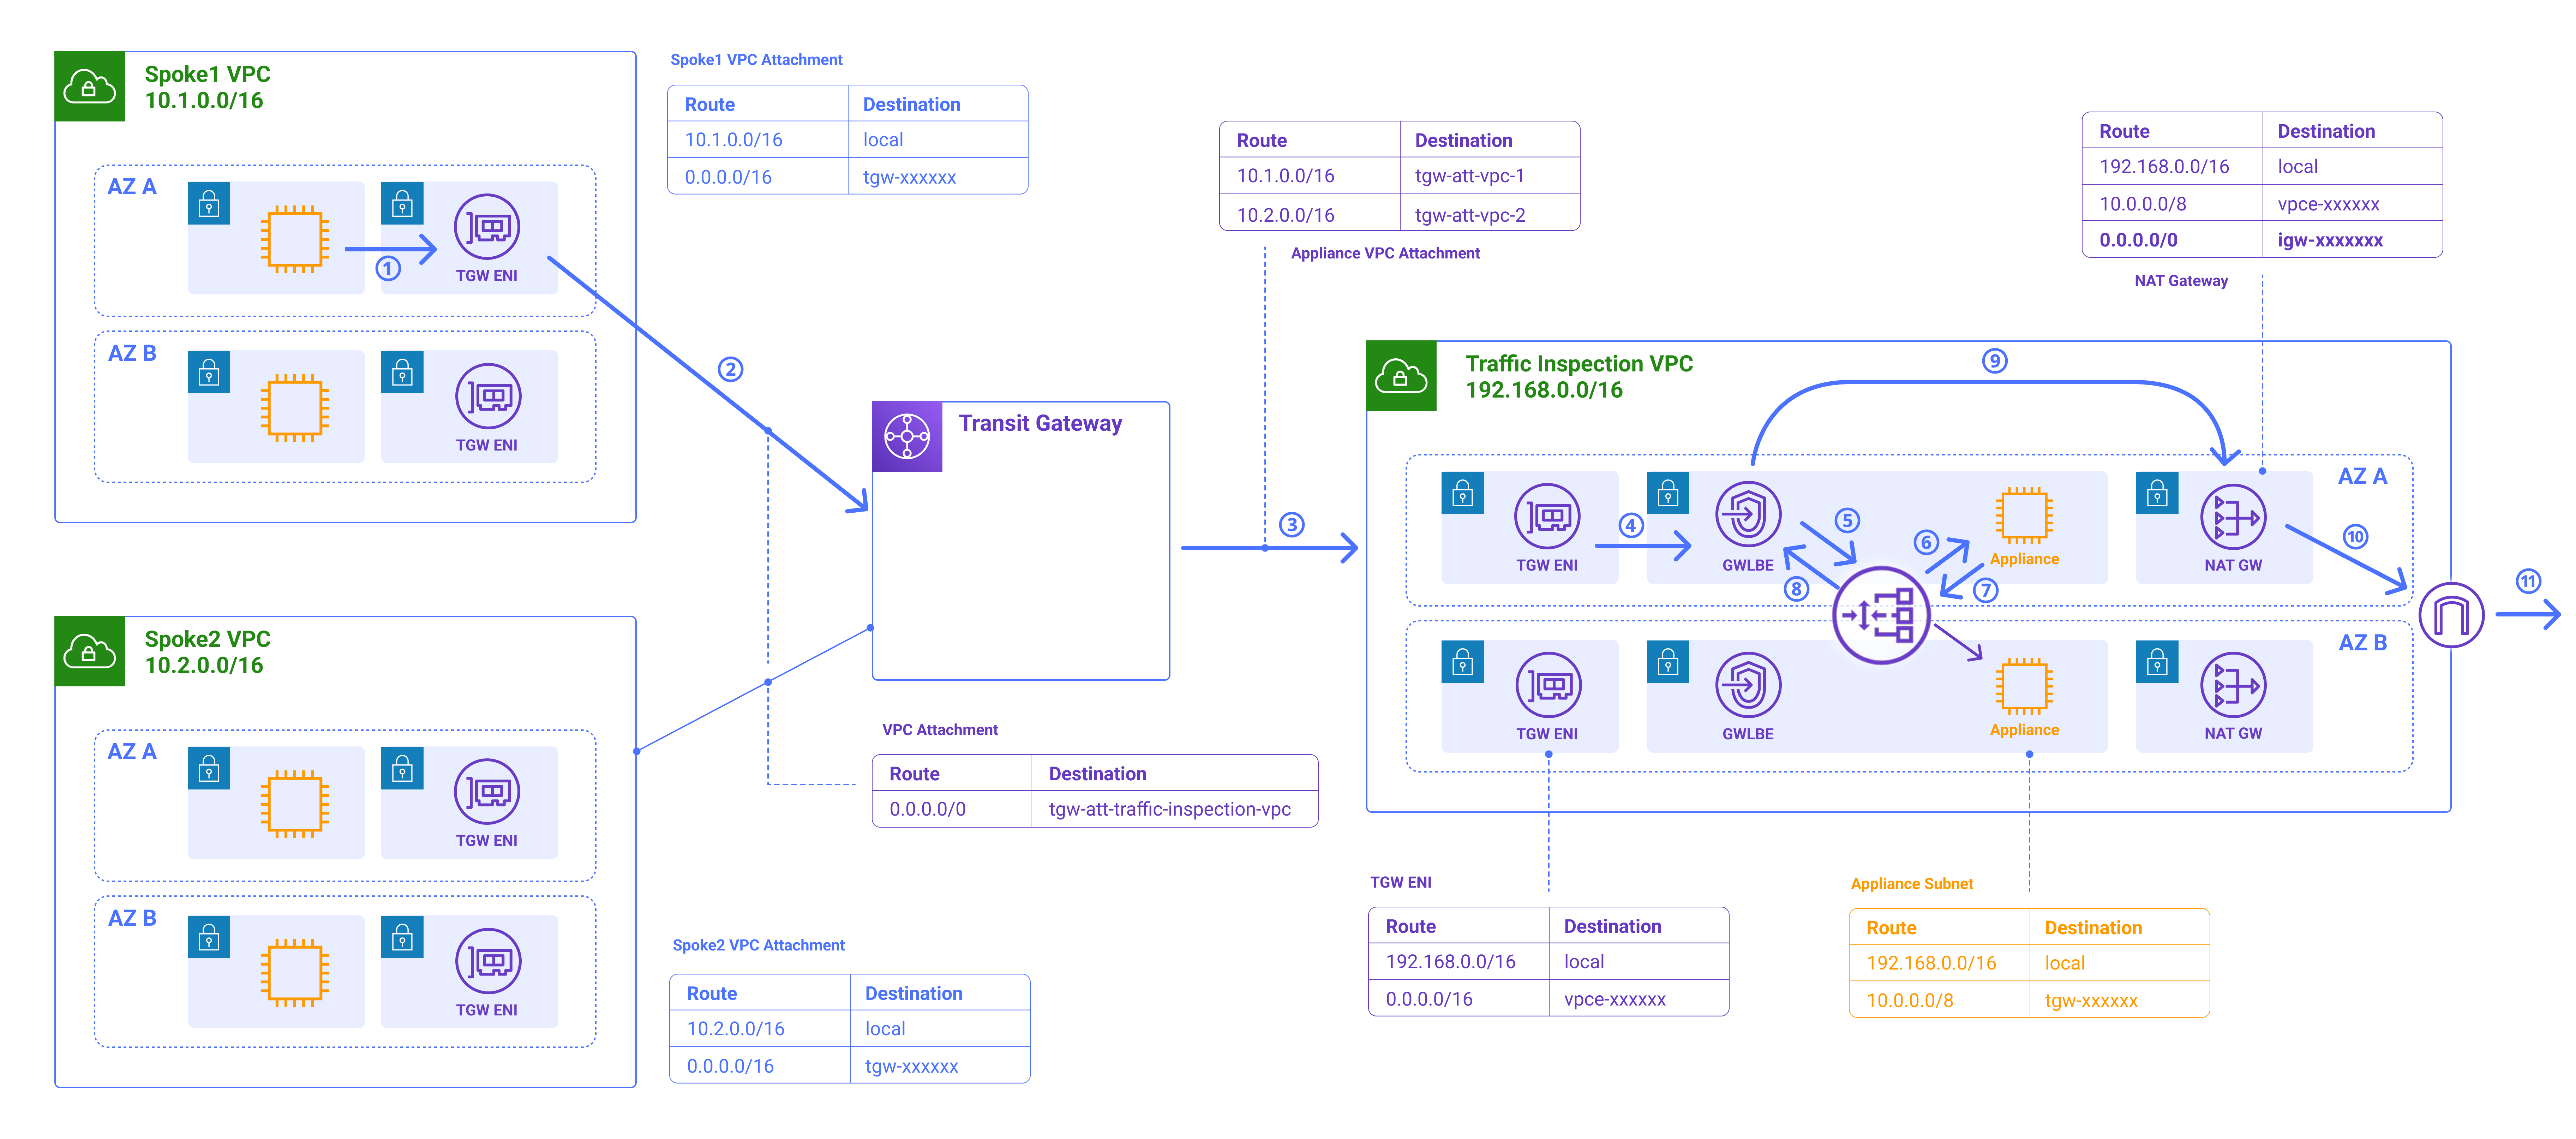 Spoke1 VPC
10.1.0.0/16
AZ A
TGW ENI
1
AZ B
TGW ENI
Spoke1 VPC Attachment
Route Destination
10.1.0.0/16 local
0.0.0.0/16 tgw-xxxxxx
2
Spoke2 VPC
10.2.0.0/16
AZ A
TGW ENI
AZ B
TGW ENI
Spoke2 VPC Attachment
Route Destination
10.2.0.0/16 local
0.0.0.0/16 tgw-xxxxxx
Transit Gateway
VPC Attachment
Route Destination
0.0.0.0/0 tgw-att-traffic-inspection-vpc
Route Destination
10.1.0.0/16 tgw-att-vpc-1
10.2.0.0/16 tgw-att-vpc-2
Appliance VPC Attachment
3
Route Destination
192.168.0.0/16 local
10.0.0.0/8 vpce-xxxxxx
0.0.0.0/0 igw-xxxxxxx
NAT Gateway
Traffic Inspection VPC
192.168.0.0/16
9
AZ A
4
5
6
7
8
10
11
TGW ENI
GWLBE
Appliance
NAT GW
AZ B
TGW ENI
GWLBE
Appliance
NAT GW
TGW ENI
Route Destination
192.168.0.0/16 local
0.0.0.0/16 vpce-xxxxxx
Appliance Subnet
Route Destination
192.168.0.0/16 local
10.0.0.0/8 tgw-xxxxxx